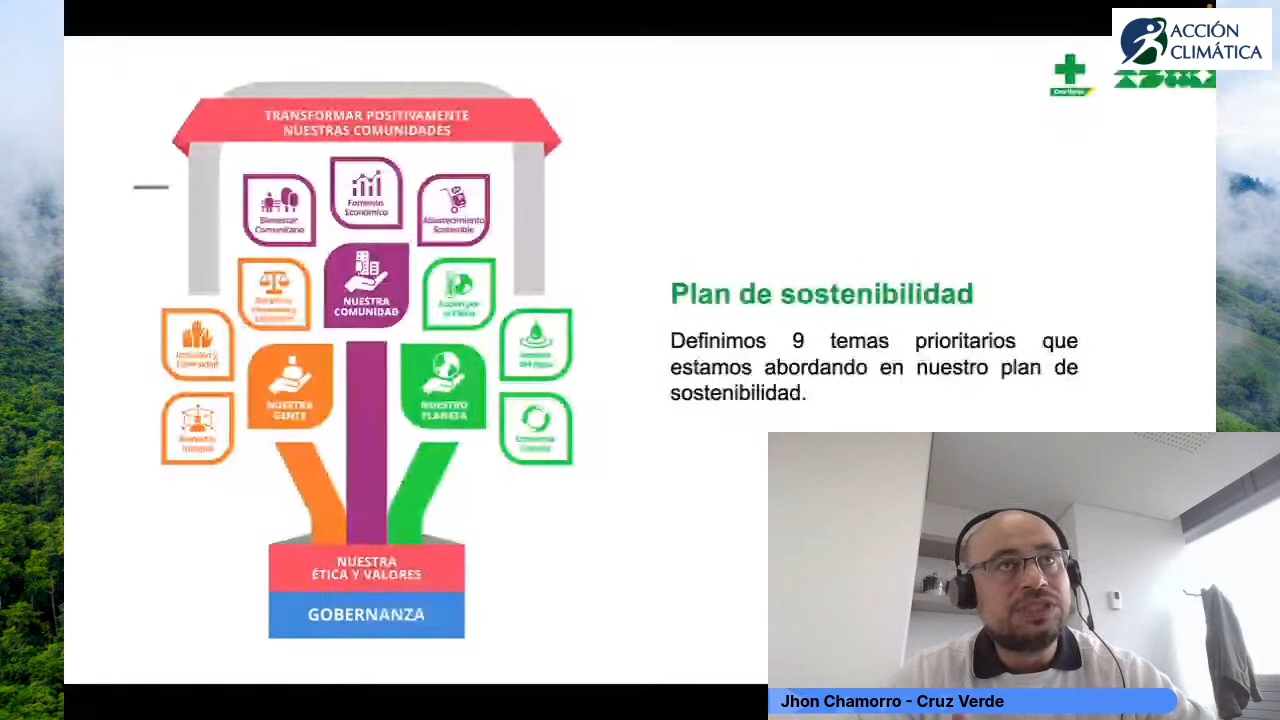 ACCIÓN
CLIMÁTICA
TRANSFORMAR POSITIVAMENTE
NUESTRAS COMUNIDADES
Fomento
Económico
Bienestar
Comunitario
Abastecimiento
Sostenible
NUESTRA
COMUNIDAD
NUESTRA
GENTE
NUESTRO
PLANETA
Plan de sostenibilidad
Definimos 9 temas prioritarios que
estamos abordando en nuestro plan de
sostenibilidad.
NUESTRA
ÉTICA Y VALORES
GOBERNANZA
Jhon Chamorro - Cruz Verde